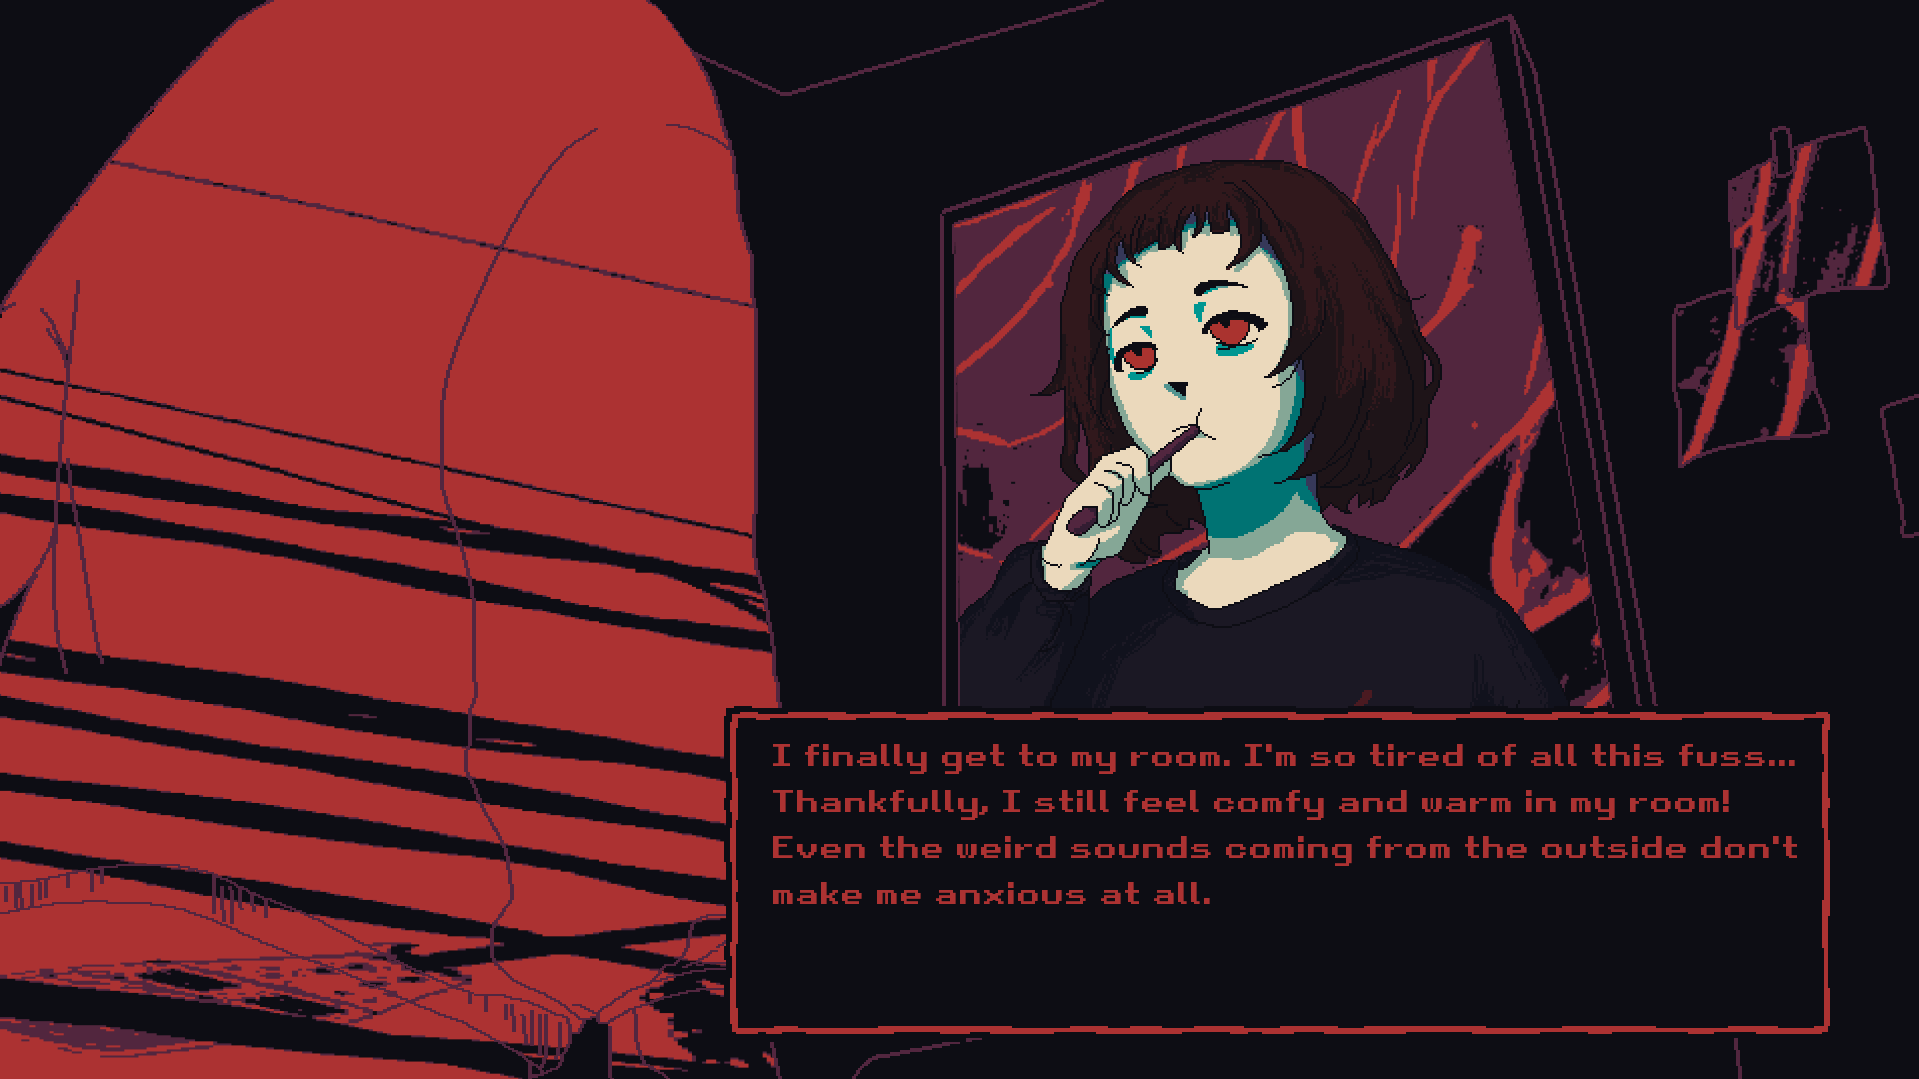 I finally get to my room. I'm so tired of all this fuss...
Thankfully, I still feel comfy and warm in my room!
Even the weird sounds coming from the outside don't
make me anxious at all.